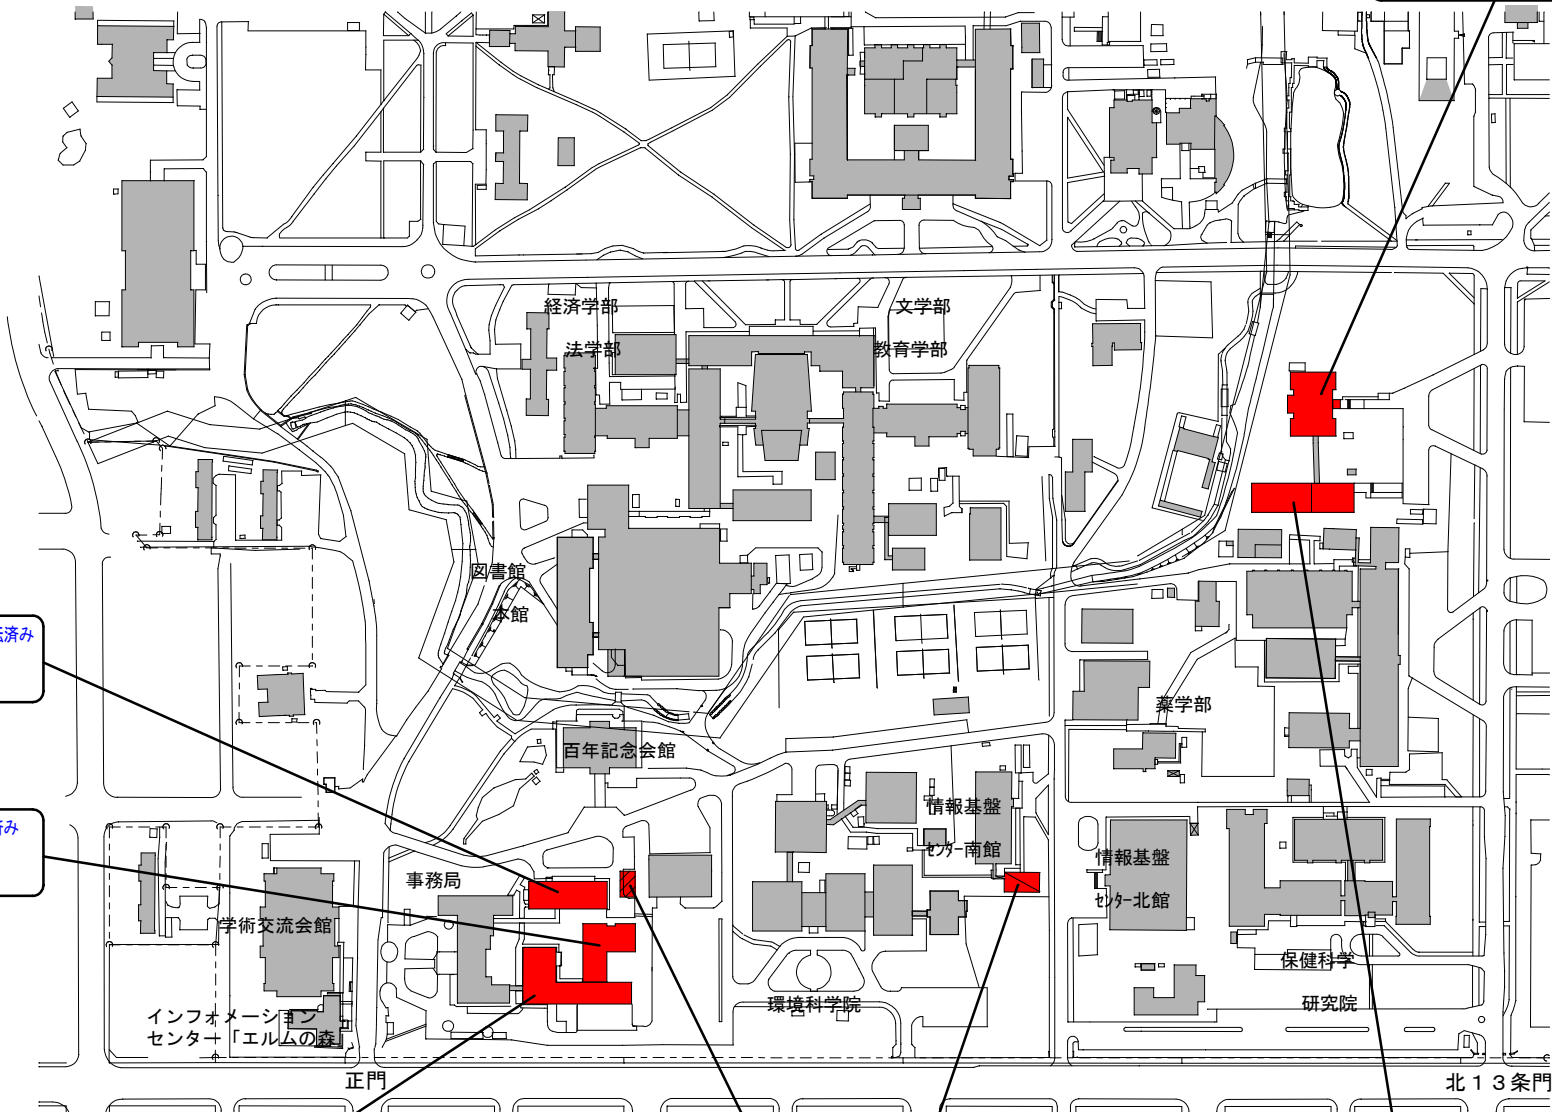 経済学部
文学部
法学部
教育学部
図書館
本館
済み
薬学部
百年記念会館
情報基盤
センター南館
済み
情報基盤
センター北館
事務局
学術交流会館
保健科学
研究院
環境科学院
インフォメーション
センター「エルムの森
正門
北１３条門